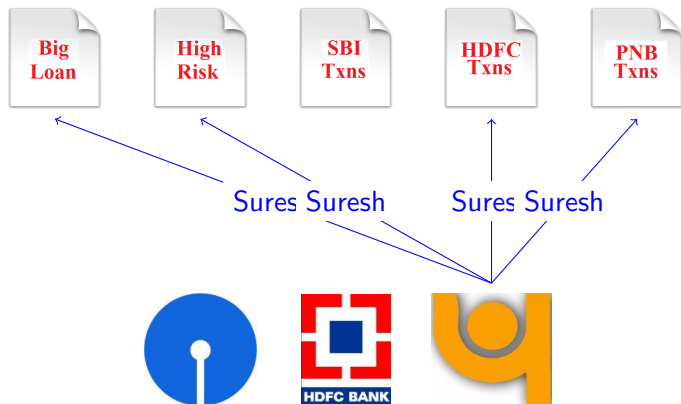 Big
Loan
High
Risk
SBI
Txns
HDFC
Txns
PNB
Txns
Sures
Suresh
Sures
Suresh
HDFC BANK